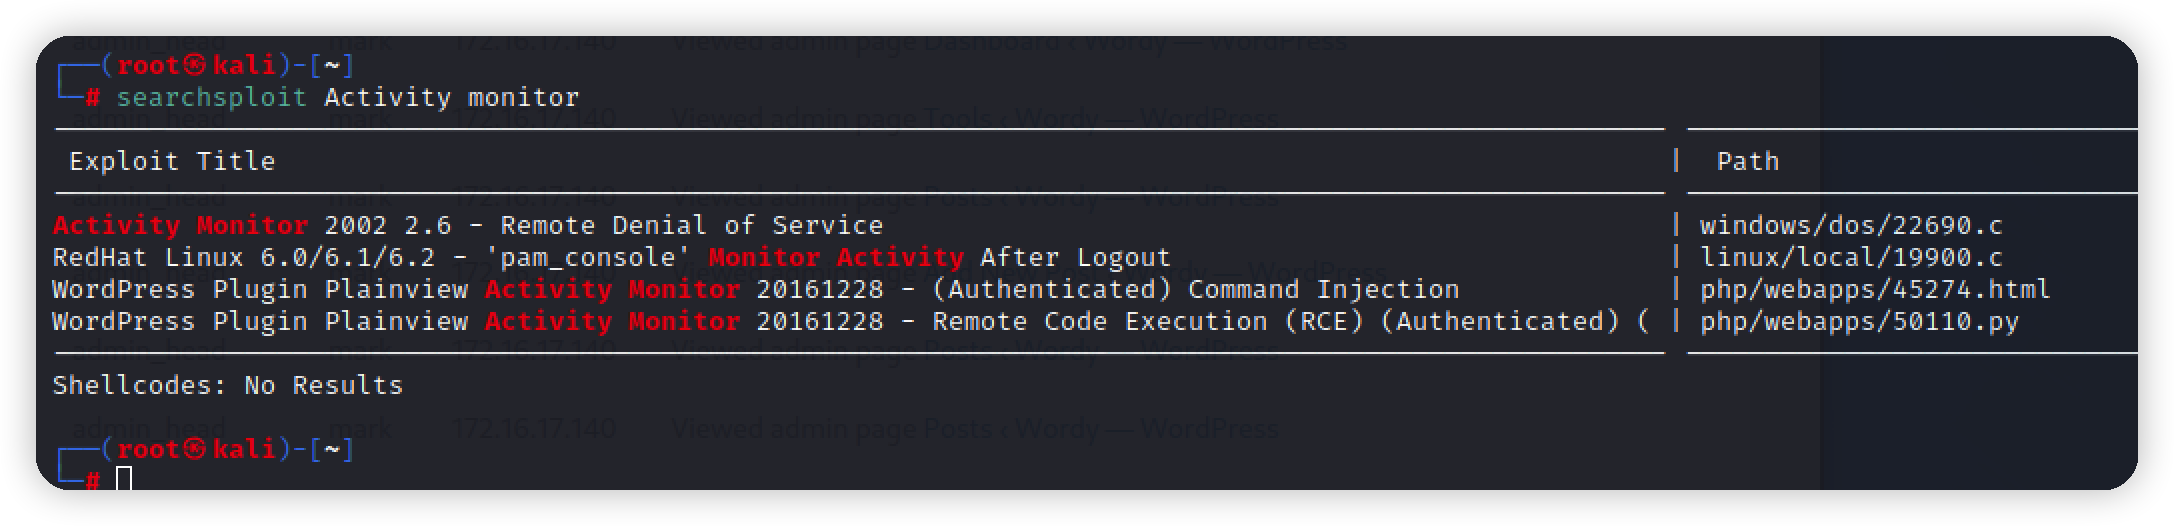 (root㉿kali)-[~]
# searchsploit Activity monitor
Exploit Title | Path
Activity Monitor 2002 2.6 - Remote Denial of Service | windows/dos/22690.c
RedHat Linux 6.0/6.1/6.2 - 'pam_console' Monitor Activity After Logout | linux/local/19900.c
WordPress Plugin Plainview Activity Monitor 20161228 - (Authenticated) Command Injection | php/webapps/45274.html
WordPress Plugin Plainview Activity Monitor 20161228 - Remote Code Execution (RCE) (Authenticated) ( | php/webapps/50110.py
Shellcodes: No Results
(root㉿kali)-[~]
#